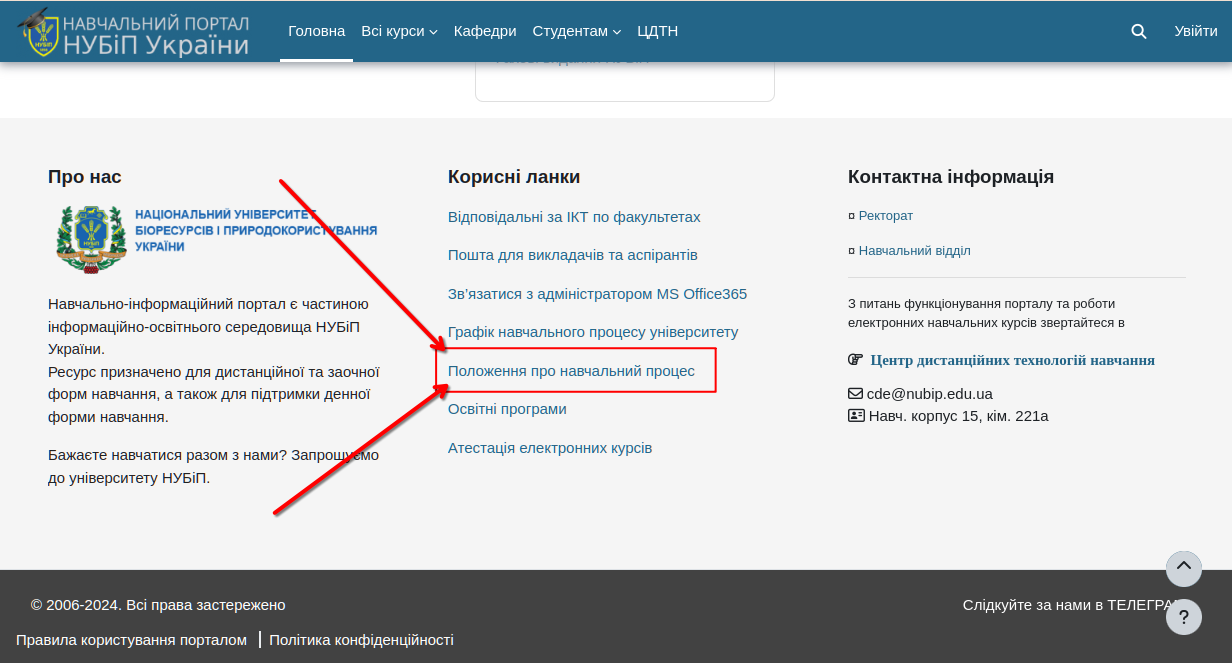 НАВЧАЛЬНИЙ ПОРТАЛ
НУБіП України
Головна
Всі курси
Кафедри
Студентам
ЦДТН
Увійти
Про нас
НАЦІОНАЛЬНИЙ УНІВЕРСИТЕТ
БІОРЕСУРСІВ І ПРИРОДОКОРИСТУВАННЯ
УКРАЇНИ
Навчально-інформаційний портал є частиною
інформаційно-освітнього середовища НУБіП
України.
Ресурс призначено для дистанційної та заочної
форм навчання, а також для підтримки денної
форми навчання.
Бажаєте навчатися разом з нами? Запрошуємо
до університету НУБіП.
Корисні ланки
Відповідальні за ІКТ по факультетах
Пошта для викладачів та аспірантів
Зв’язатися з адміністратором MS Office365
Графік навчального процесу університету
Положення про навчальний процес
Освітні програми
Атестація електронних курсів
Контактна інформація
¤ Ректорат
¤ Навчальний відділ
З питань функціонування порталу та роботи
електронних навчальних курсів звертайтеся в
Центр дистанційних технологій навчання
cde@nubip.edu.ua
Навч. корпус 15, кім. 221а
© 2006-2024. Всі права застережено
Слідкуйте за нами в ТЕЛЕГРА
?
Правила користування порталом | Політика конфіденційності